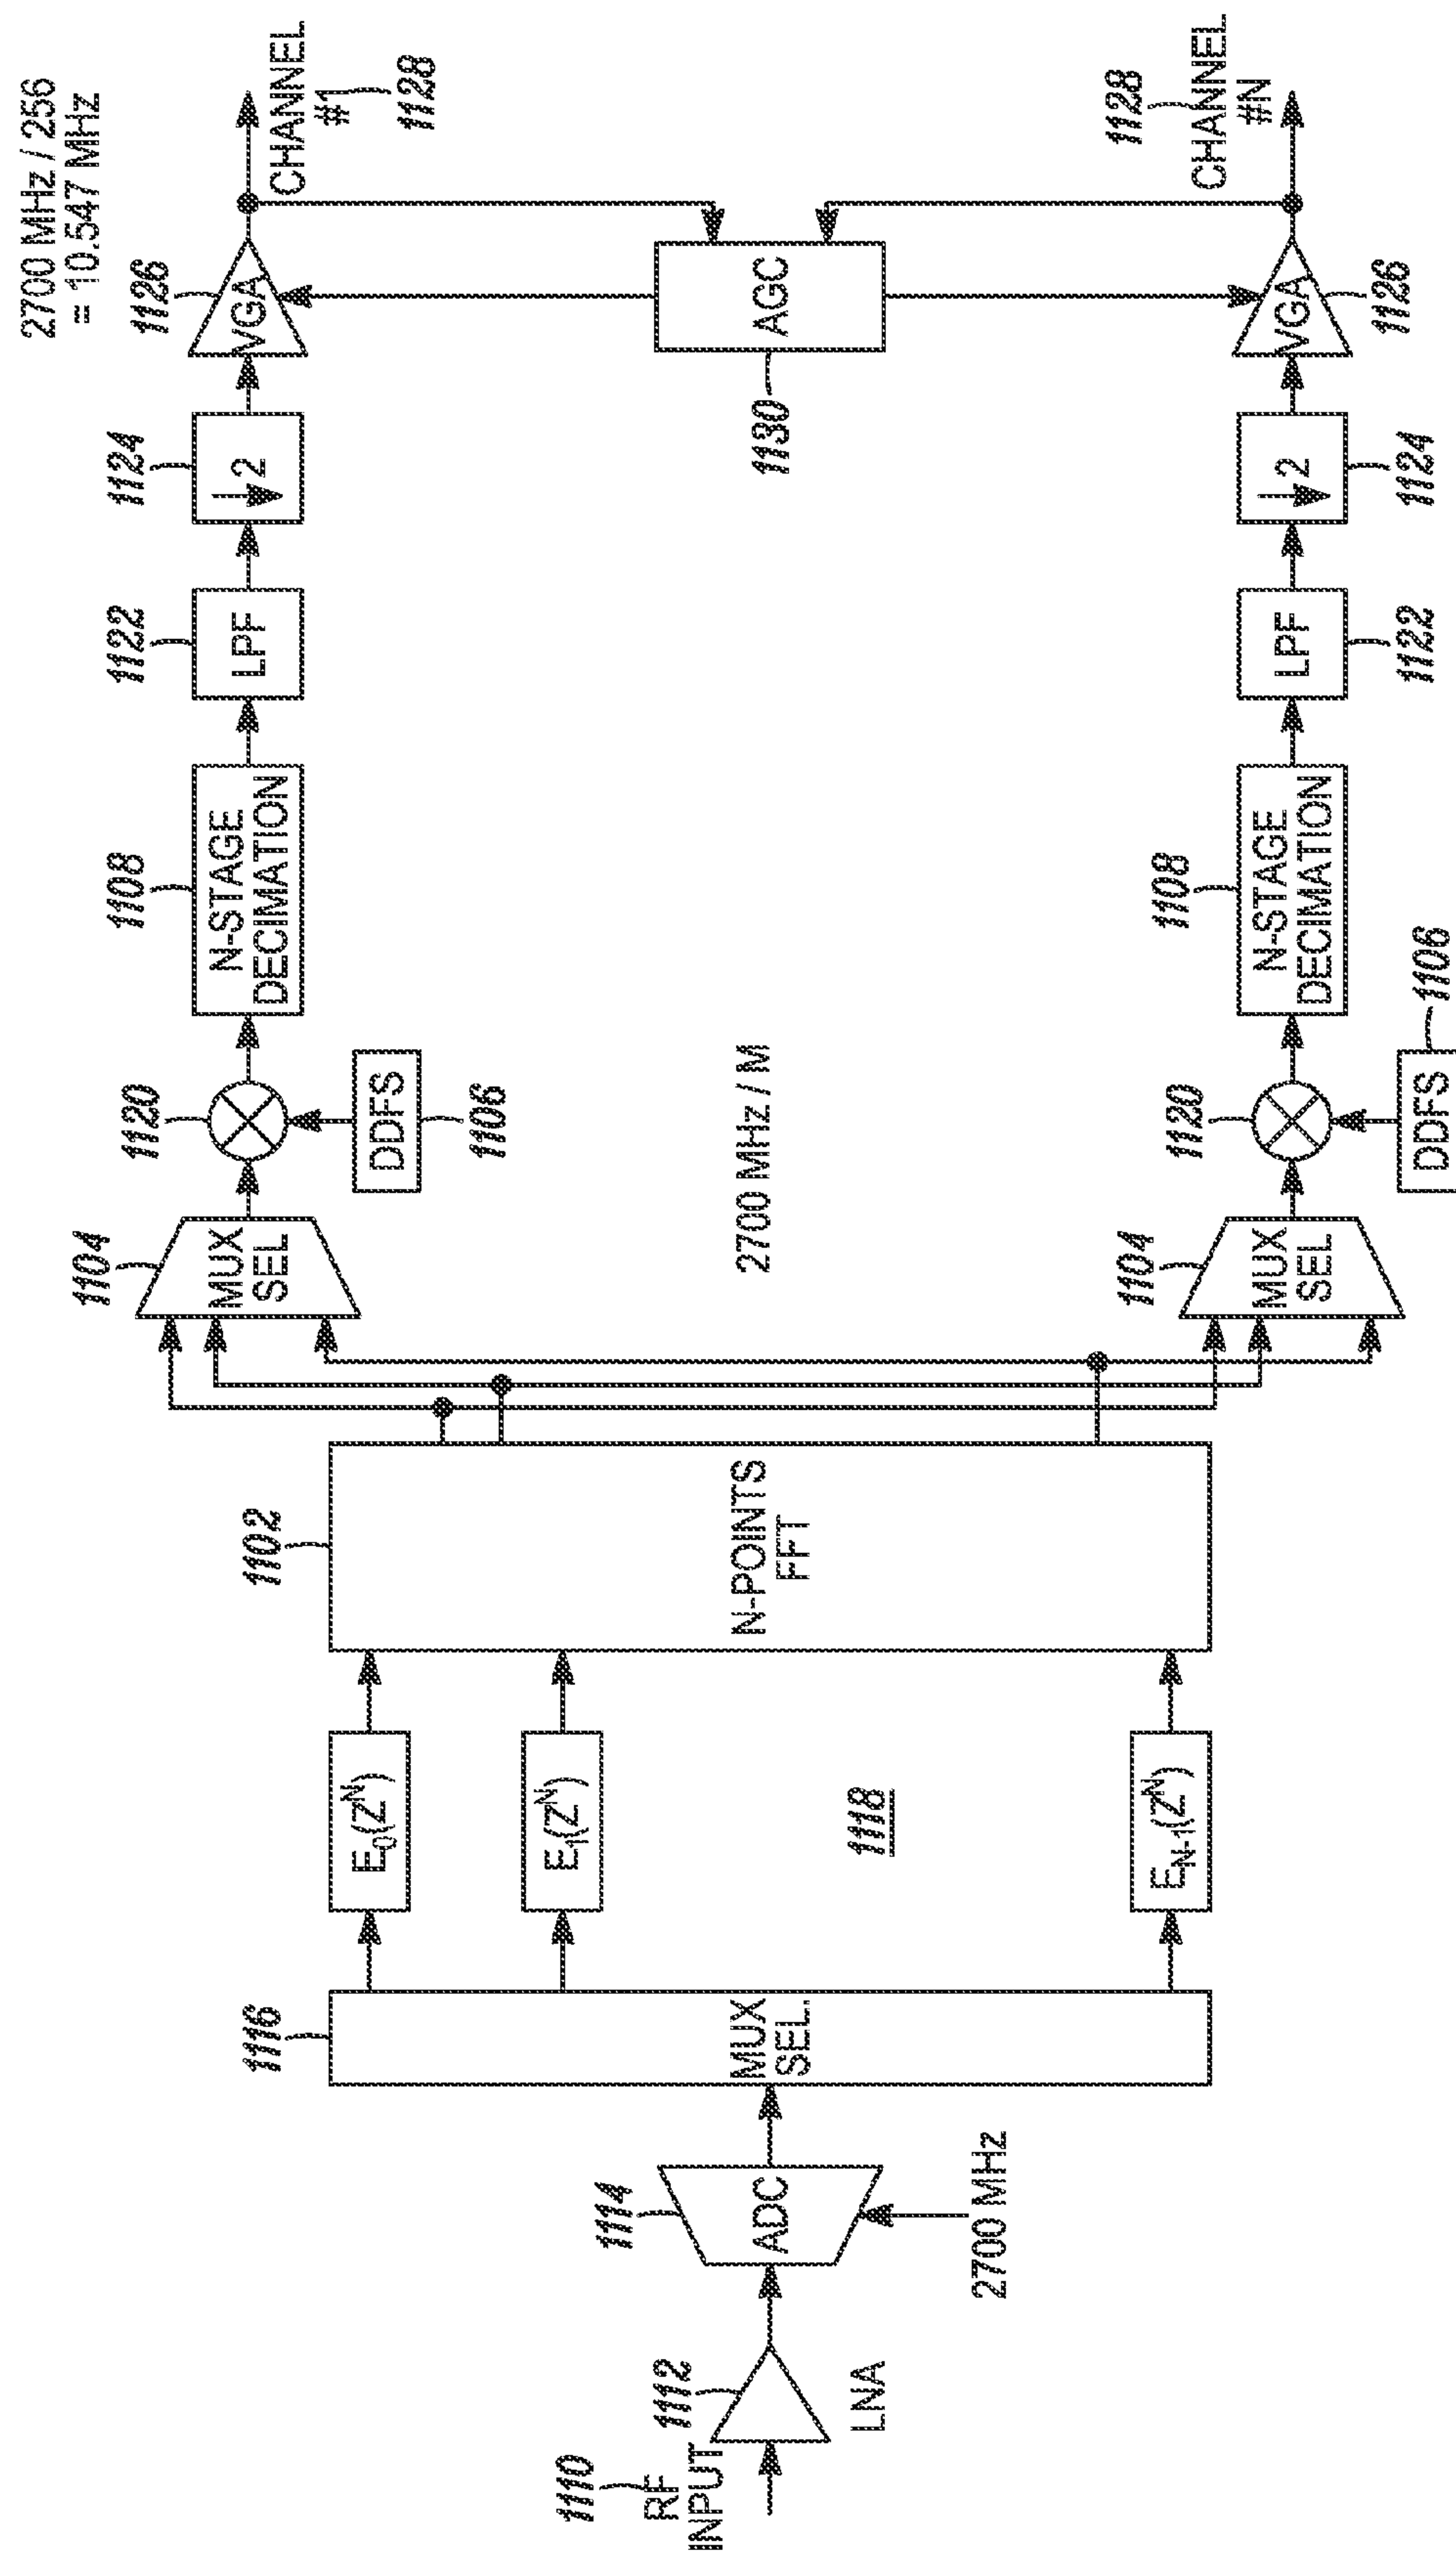 1110
RF
INPUT
1112
LNA
1114
ADC
2700 MHz
1116
MUX
SEL.
E0(Z^N)
E1(Z^N)
1118
EN-1(Z^N)
1102
N-POINTS
FFT
1104
MUX
SEL
1120
DDFS
1106
1108
N-STAGE
DECIMATION
1122
LPF
1124
2
1126
VGA
2700 MHz / 256
= 10.547 MHz
CHANNEL
#1
1128
2700 MHz / M
1130
AGC
1104
MUX
SEL
1120
DDFS
1106
1108
N-STAGE
DECIMATION
LPF
1122
2
1124
VGA
1126
1128
CHANNEL
#N